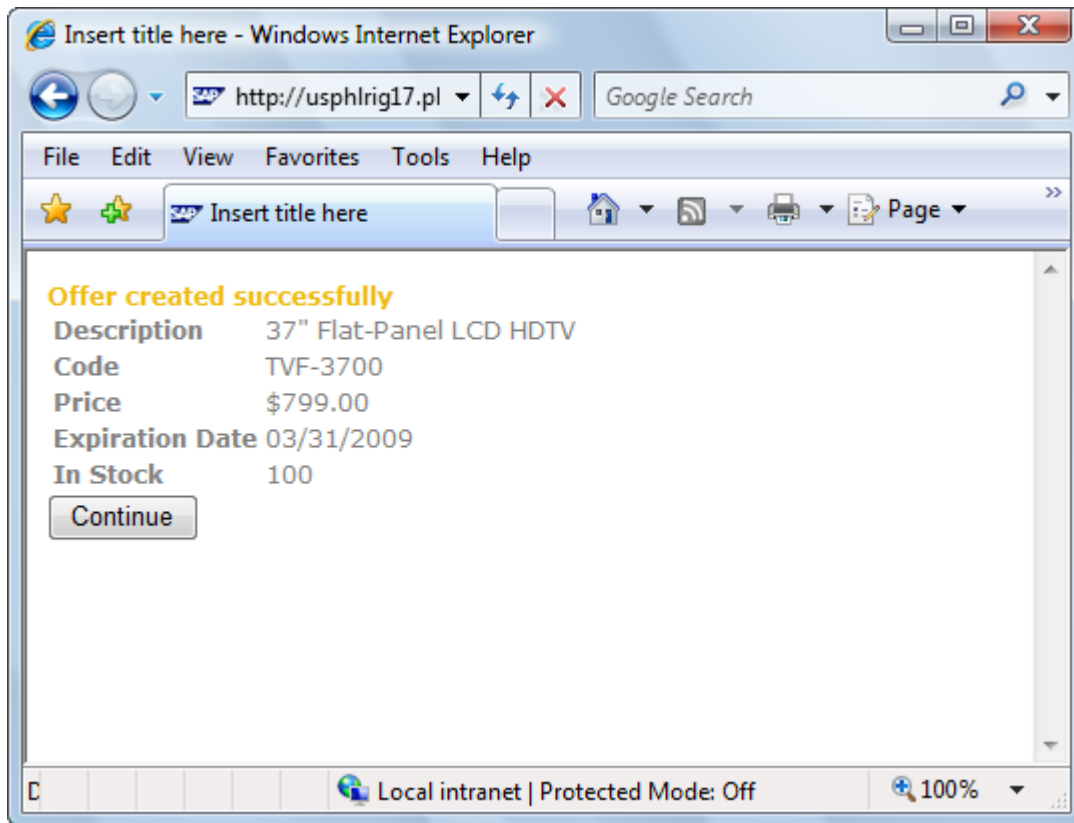 Insert title here - Windows Internet Explorer
SAP http://usphlrig17.pl Google Search
File Edit View Favorites Tools Help
SAP Insert title here Page »
Offer created successfully
Description 37" Flat-Panel LCD HDTV
Code TVF-3700
Price $799.00
Expiration Date 03/31/2009
In Stock 100
Continue
Local intranet | Protected Mode: Off 100%